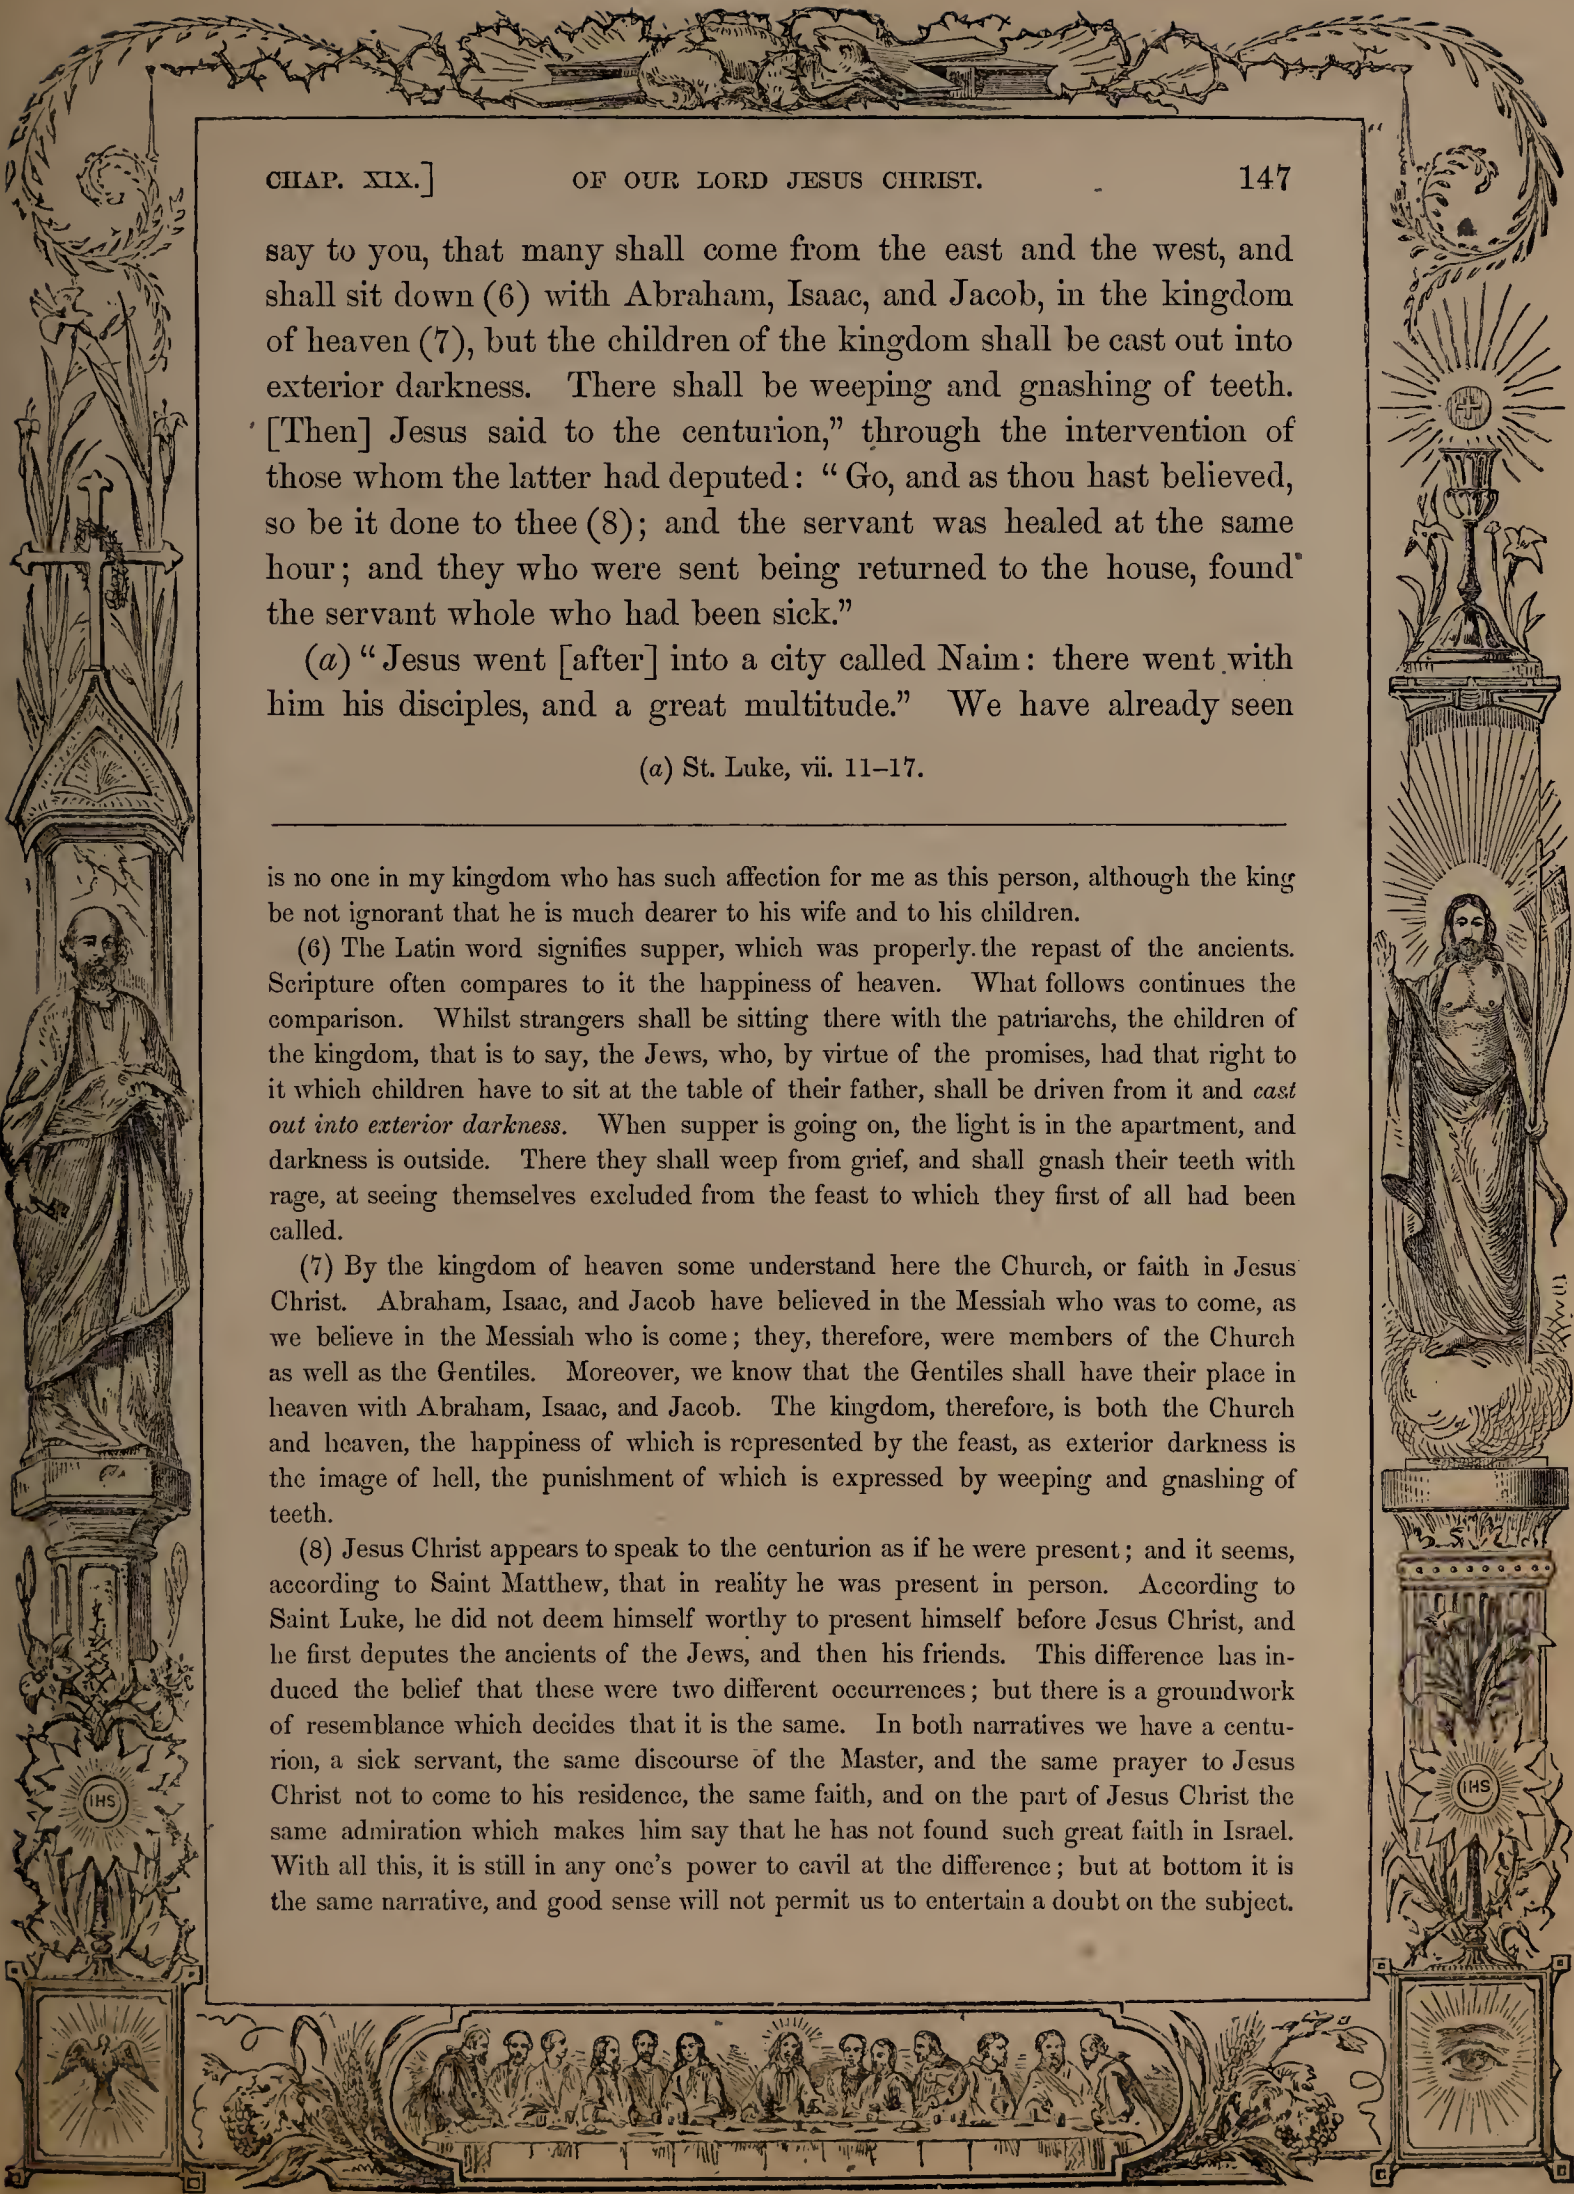 CHAP. XIX.] OF OUR LORD JESUS CHRIST. 147
say to you, that many shall come from the east and the west, and
shall sit down (6) with Abraham, Isaac, and Jacob, in the kingdom
of heaven (7), but the children of the kingdom shall be cast out into
exterior darkness. There shall be weeping and gnashing of teeth.
[Then] Jesus said to the centurion,” through the intervention of
those whom the latter had deputed: “Go, and as thou hast believed,
so be it done to thee (8); and the servant was healed at the same
hour; and they who were sent being returned to the house, found
the servant whole who had been sick.”
(a) “Jesus went [after] into a city called Naim: there went with
him his disciples, and a great multitude.” We have already seen
(a) St. Luke, vii. 11–17.
is no one in my kingdom who has such affection for me as this person, although the king
be not ignorant that he is much dearer to his wife and to his children.
(6) The Latin word signifies supper, which was properly the repast of the ancients.
Scripture often compares to it the happiness of heaven. What follows continues the
comparison. Whilst strangers shall be sitting there with the patriarchs, the children of
the kingdom, that is to say, the Jews, who, by virtue of the promises, had that right to
it which children have to sit at the table of their father, shall be driven from it and cast
out into exterior darkness. When supper is going on, the light is in the apartment, and
darkness is outside. There they shall weep from grief, and shall gnash their teeth with
rage, at seeing themselves excluded from the feast to which they first of all had been
called.
(7) By the kingdom of heaven some understand here the Church, or faith in Jesus
Christ. Abraham, Isaac, and Jacob have believed in the Messiah who was to come, as
we believe in the Messiah who is come; they, therefore, were members of the Church
as well as the Gentiles. Moreover, we know that the Gentiles shall have their place in
heaven with Abraham, Isaac, and Jacob. The kingdom, therefore, is both the Church
and heaven, the happiness of which is represented by the feast, as exterior darkness is
the image of hell, the punishment of which is expressed by weeping and gnashing of
teeth.
(8) Jesus Christ appears to speak to the centurion as if he were present; and it seems,
according to Saint Matthew, that in reality he was present in person. According to
Saint Luke, he did not deem himself worthy to present himself before Jesus Christ, and
he first deputes the ancients of the Jews, and then his friends. This difference has in-
duced the belief that these were two different occurrences; but there is a groundwork
of resemblance which decides that it is the same. In both narratives we have a centu-
rion, a sick servant, the same discourse of the Master, and the same prayer to Jesus
Christ not to come to his residence, the same faith, and on the part of Jesus Christ the
same admiration which makes him say that he has not found such great faith in Israel.
With all this, it is still in any one’s power to cavil at the difference; but at bottom it is
the same narrative, and good sense will not permit us to entertain a doubt on the subject.
IHS
IHS